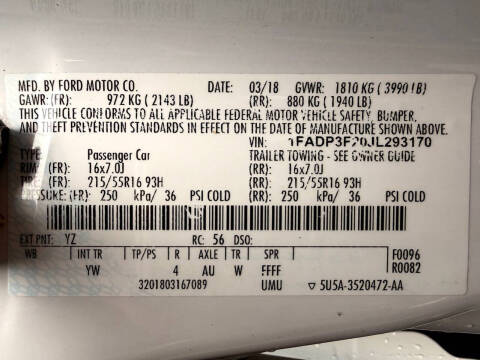 MFD. BY FORD MOTOR CO. DATE: 03/18 GVWR: 1810 KG ( 3990 LB)
GAWR: (FR): 972 KG ( 2143 LB) (RR): 880 KG ( 1940 LB)
THIS VEHICLE CONFORMS TO ALL APPLICABLE FEDERAL MOTOR VEHICLE SAFETY, BUMPER,
AND THEFT PREVENTION STANDARDS IN EFFECT ON THE DATE OF MANUFACTURE SHOWN ABOVE.
VIN: 1FADP3F20JL293170
TYPE: Passenger Car TRAILER TOWING - SEE OWNER GUIDE
RIM: (FR): 16x7.0J (RR): 16x7.0J
TIRE: (FR): 215/55R16 93H (RR): 215/55R16 93H
PRESSURE: (FR): 250 kPa/ 36 PSI COLD (RR): 250 kPa/ 36 PSI COLD
EXT PNT: YZ RC: 56 DSO:
WB INT TR TP/PS R AXLE TR SPR F0096
YW 4 AU W FFFF R0082
3201803167089 UMU ▽ 5U5A-3520472-AA